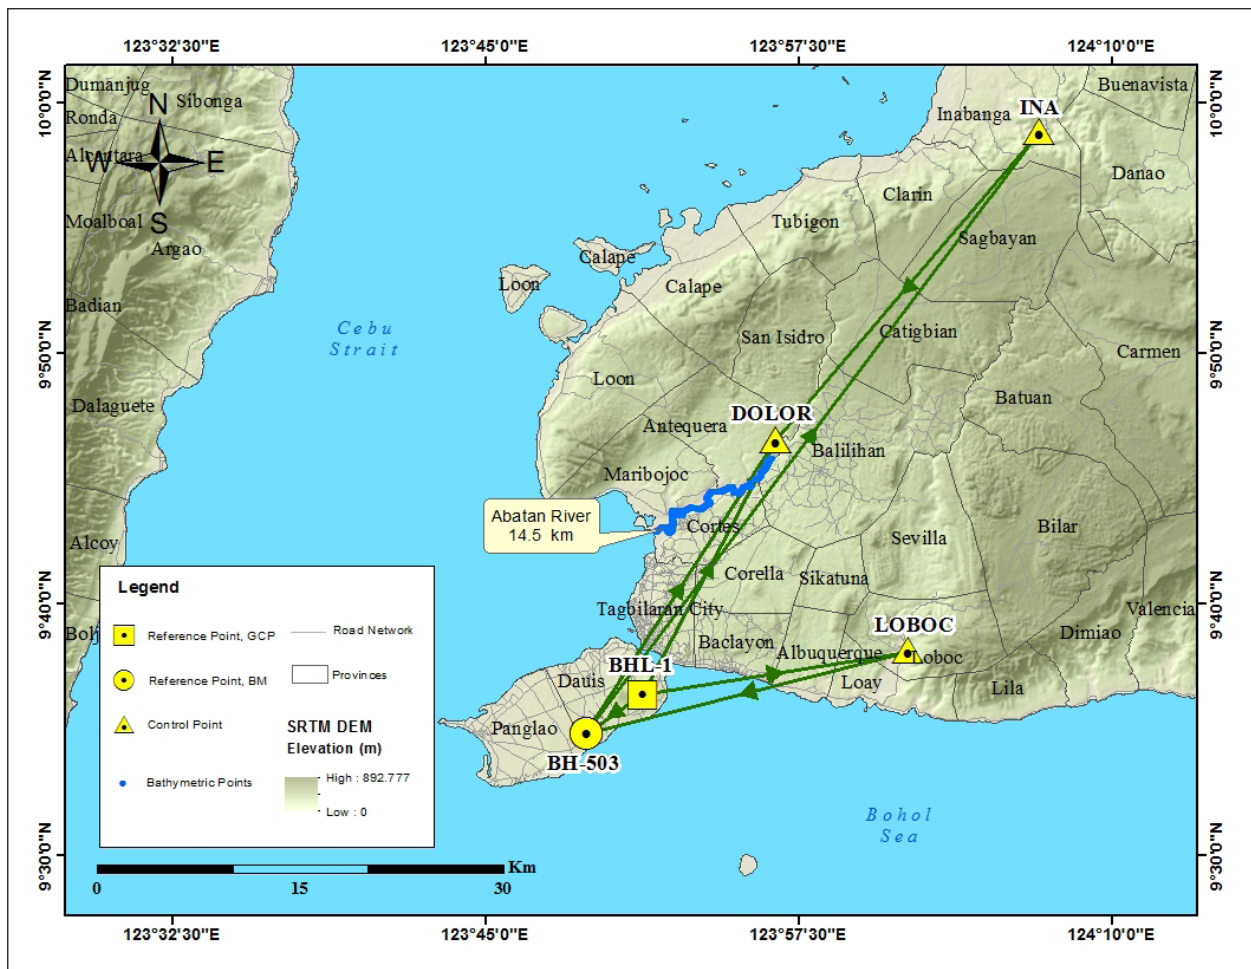 123°32'30"E
123°45'0"E
123°57'30"E
124°10'0"E
10°0'0"N
9°50'0"N
9°40'0"N
9°30'0"N
10°0'0"N
9°50'0"N
9°40'0"N
9°30'0"N
Dumanjug
Sibonga
Ronda
Alcantara
N
W
E
S
Moalboal
Argao
Badian
Dalaguete
Alcoy
Cebu
Strait
Buenavista
INA
Inabanga
Danao
Clarin
Tubigon
Sagbayan
Calape
Loon
Calape
San Isidro
Catigbian
Carmen
Loon
Batuan
DOLOR
Antequera
Balilihan
Maribojoc
Abatan River
14.5 km
Cortes
Bilar
Sevilla
Corella
Sikatuna
Tagbilaran City
Valencia
LOBOC
Dimiao
Baclayon
Albuquerque
Loboc
BHL-1
Dauis
Loay
Lila
Panglao
BH-503
Bohol
Sea
Bolj
Legend
Reference Point, GCP
Road Network
Reference Point, BM
Provinces
Control Point
SRTM DEM
Elevation (m)
Bathymetric Points
High : 892.777
Low : 0
Km
0
15
30